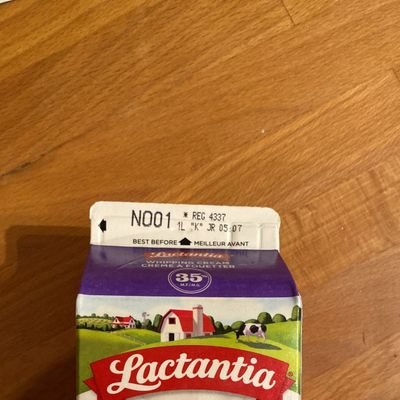 NO01 * REG 4337
1L "K" JR 05:07
BEST BEFORE MEILLEUR AVANT
Lactantia
WHIPPING CREAM
CRÈME À FOUETTER
35%
M.F./M.G.
Lactantia